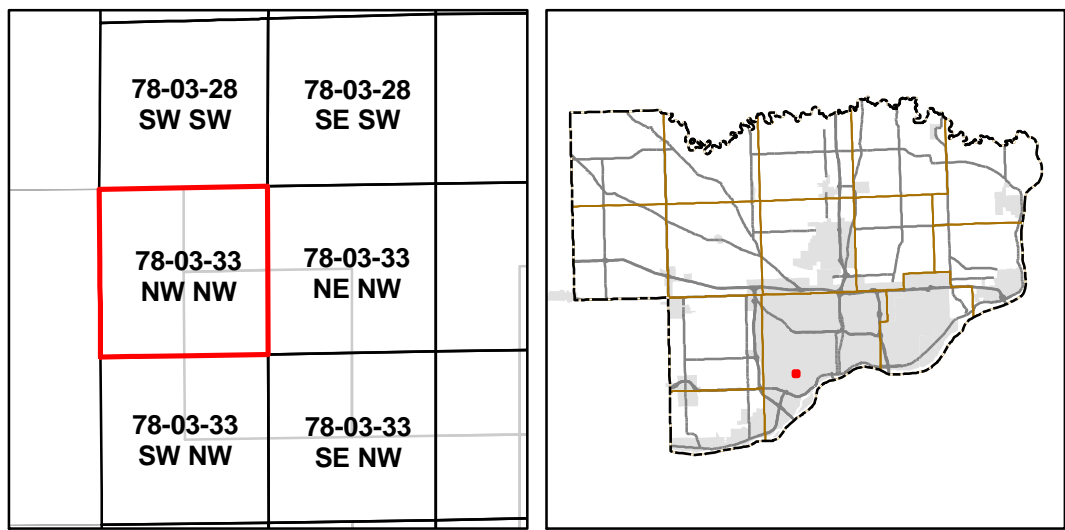 78-03-28
SW SW
78-03-28
SE SW
78-03-33
NW NW
78-03-33
NE NW
78-03-33
SW NW
78-03-33
SE NW